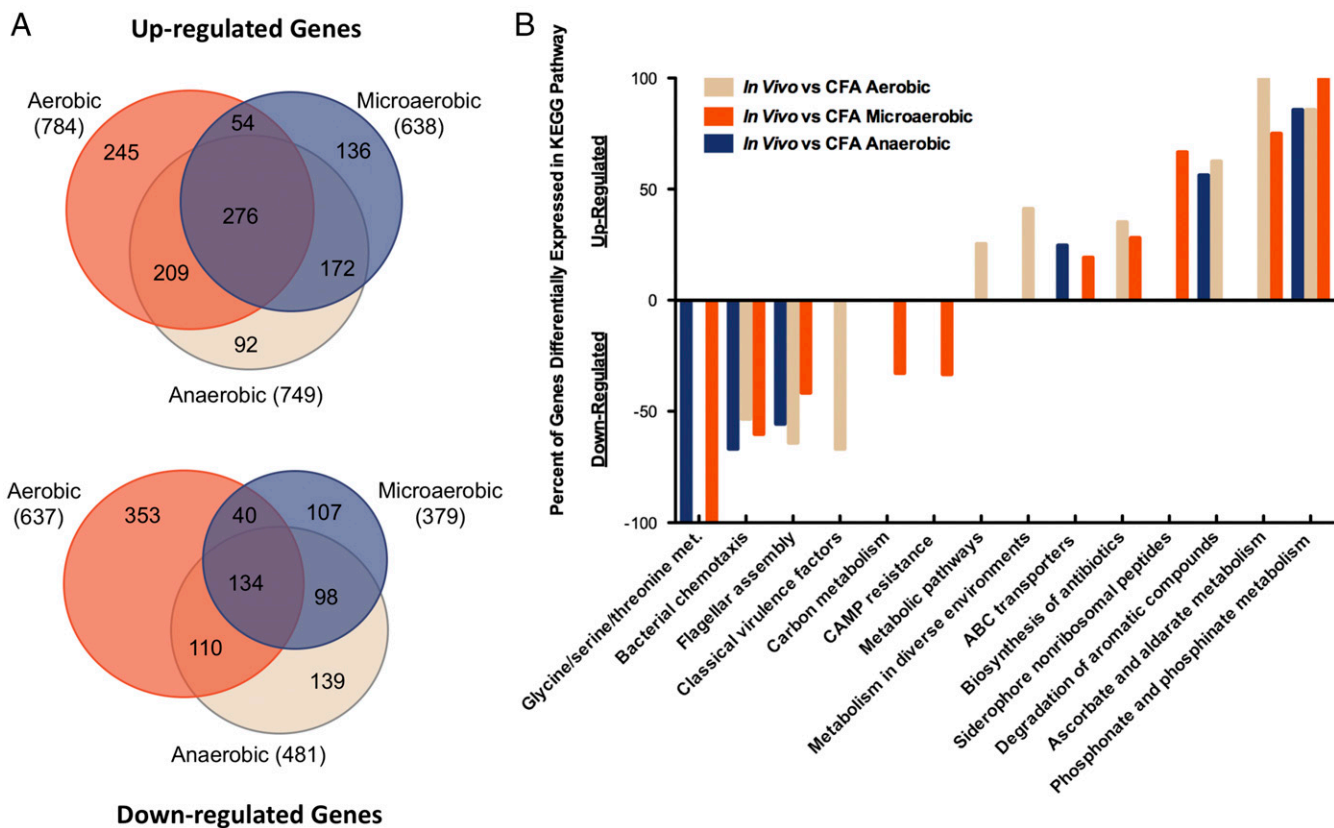 A
Up-regulated Genes
Aerobic
(784)
Microaerobic
(638)
54
245
136
276
209
172
92
Anaerobic (749)
Aerobic
(637)
Microaerobic
(379)
353
40
107
134
98
110
139
Anaerobic (481)
Down-regulated Genes
B
Percent of Genes Differentially Expressed in KEGG Pathway
Up-Regulated
Down-Regulated
100
50
0
-50
-100
In Vivo vs CFA Aerobic
In Vivo vs CFA Microaerobic
In Vivo vs CFA Anaerobic
Glycine/serine/threonine met.
Bacterial chemotaxis
Flagellar assembly
Classical virulence factors
Carbon metabolism
CAMP resistance
Metabolic pathways
Metabolism in diverse environments
ABC transporters
Biosynthesis of antibiotics
Siderophore nonribosomal peptides
Degradation of aromatic compounds
Ascorbate and aldarate metabolism
Phosphonate and phosphinate metabolism